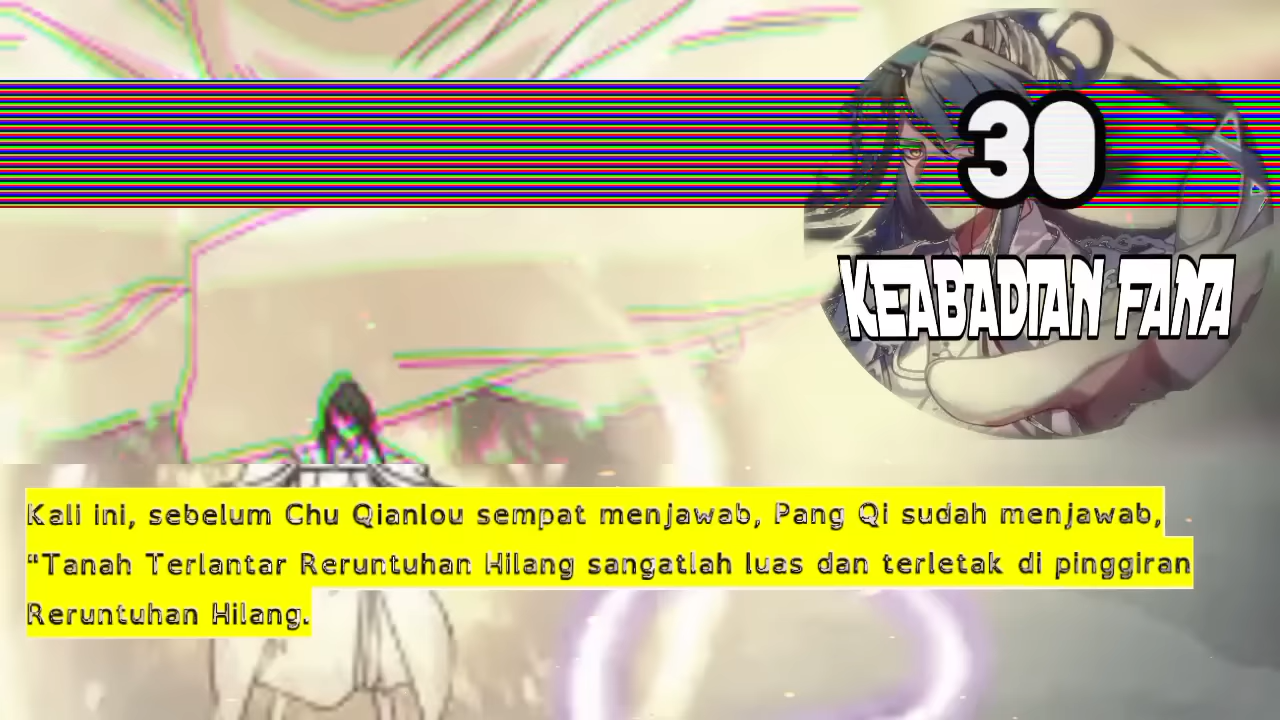 30
KEABADIAN FANA
Kali ini, sebelum Chu Qianlou sempat menjawab, Pang Qi sudah menjawab,
“Tanah Terlantar Reruntuhan Hilang sangatlah luas dan terletak di pinggiran
Reruntuhan Hilang.